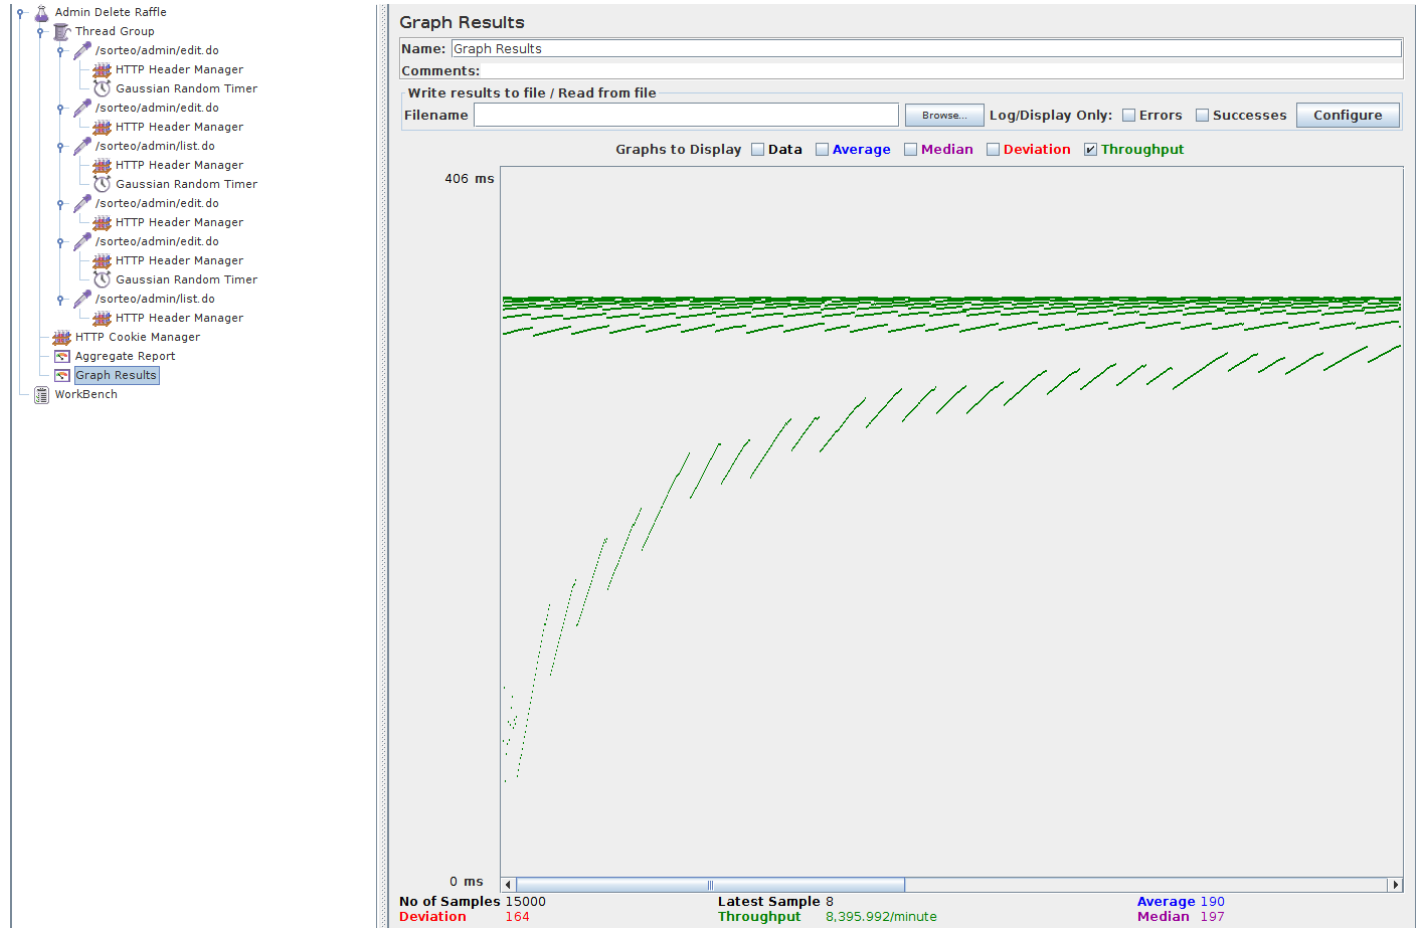 Admin Delete Raffle
Thread Group
/sorteo/admin/edit.do
HTTP Header Manager
Gaussian Random Timer
/sorteo/admin/edit.do
HTTP Header Manager
/sorteo/admin/list.do
HTTP Header Manager
Gaussian Random Timer
/sorteo/admin/edit.do
HTTP Header Manager
/sorteo/admin/edit.do
HTTP Header Manager
Gaussian Random Timer
/sorteo/admin/list.do
HTTP Header Manager
HTTP Cookie Manager
Aggregate Report
Graph Results
WorkBench
Graph Results
Name: Graph Results
Comments:
Write results to file / Read from file
Filename Browse... Log/Display Only: Errors Successes Configure
Graphs to Display Data Average Median Deviation Throughput
406 ms
0 ms
No of Samples 15000 Latest Sample 8 Average 190
Deviation 164 Throughput 8,395.992/minute Median 197